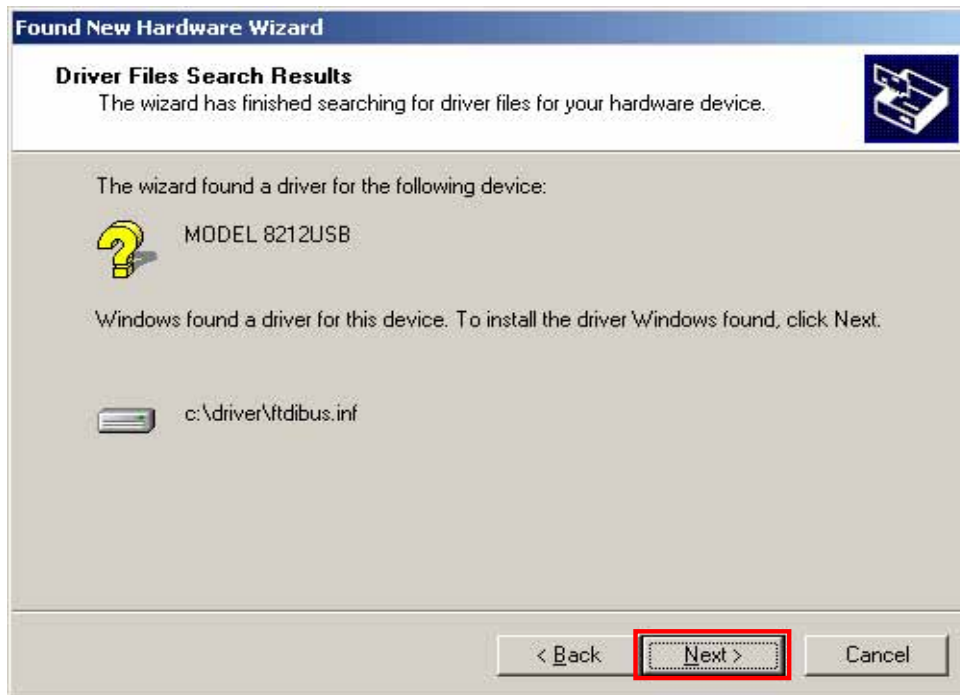 Found New Hardware Wizard
Driver Files Search Results
The wizard has finished searching for driver files for your hardware device.
The wizard found a driver for the following device:
MODEL 8212USB
Windows found a driver for this device. To install the driver Windows found, click Next.
c:\driver\ftdibus.inf
< Back Next > Cancel